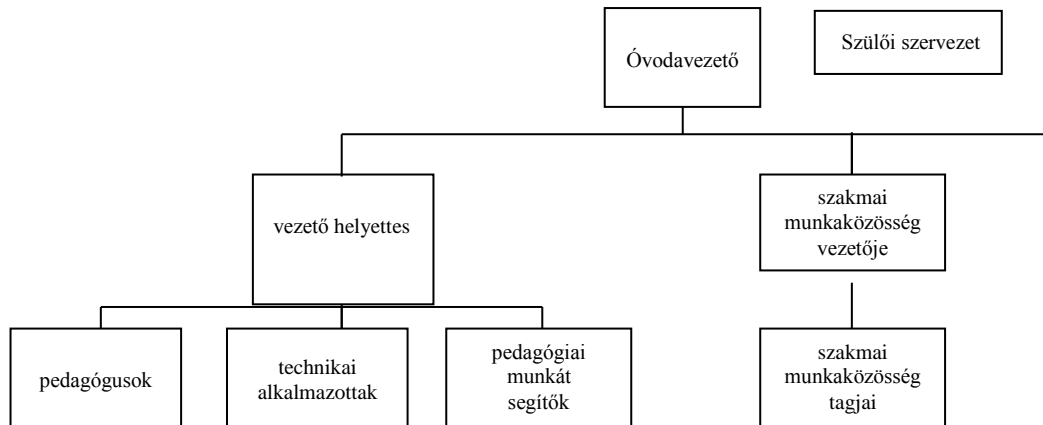 Óvodavezető
Szülői szervezet
vezető helyettes
szakmai
munkaközösség
vezetője
pedagógusok
technikai
alkalmazottak
pedagógiai
munkát
segítők
szakmai
munkaközösség
tagjai